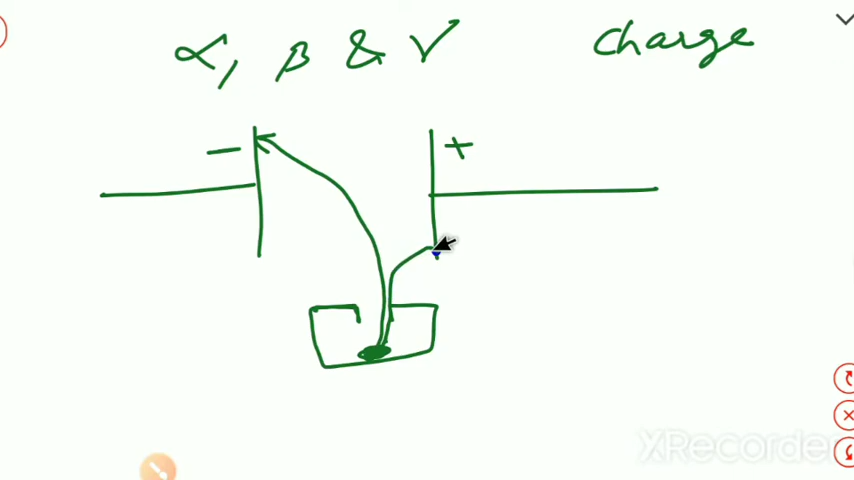 α, β & γ charge
- +
XRecorder